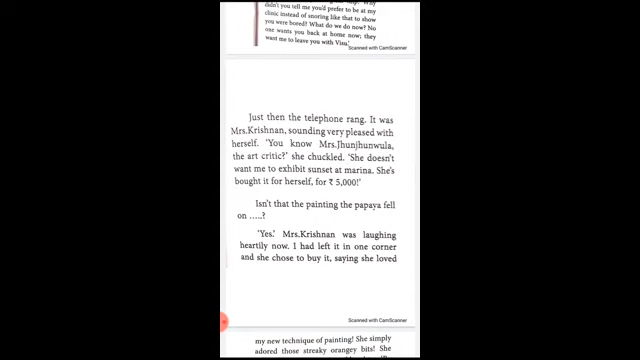 didn't you tell me you'd prefer to be at my
clinic instead of snoring like that to show
you were bored? What do we do now? No
one wants you back at home now; they
want me to leave you with Visu.'
Scanned with CamScanner
Just then the telephone rang. It was
Mrs.Krishnan, sounding very pleased with
herself. 'You know Mrs.Jhunjhunwula,
the art critic?' she chuckled. 'She doesn't
want me to exhibit sunset at marina. She's
bought it for herself, for ₹ 5,000!'
Isn't that the painting the papaya fell
on .....?
'Yes.' Mrs.Krishnan was laughing
heartily now. I had left it in one corner
and she chose to buy it, saying she loved
Scanned with CamScanner
my new technique of painting! She simply
adored those streaky orangey bits! She